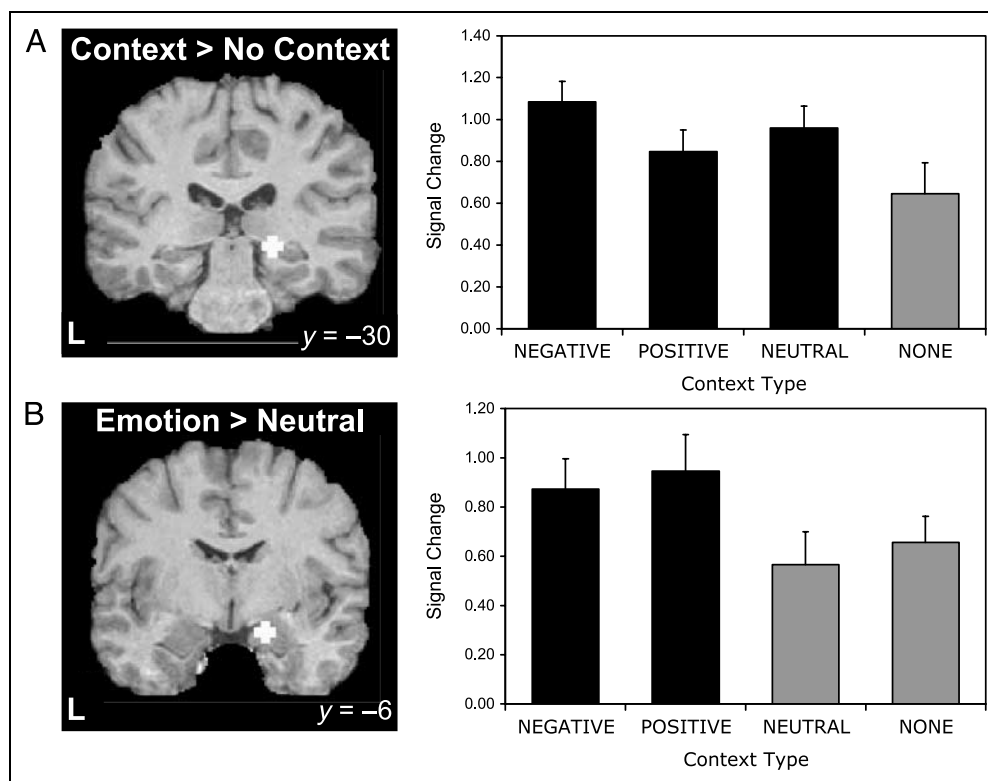 A
Context > No Context
L
y = –30
1.40
1.20
1.00
0.80
0.60
0.40
0.20
0.00
Signal Change
NEGATIVE POSITIVE NEUTRAL NONE
Context Type
B
Emotion > Neutral
L
y = –6
1.20
1.00
0.80
0.60
0.40
0.20
0.00
Signal Change
NEGATIVE POSITIVE NEUTRAL NONE
Context Type